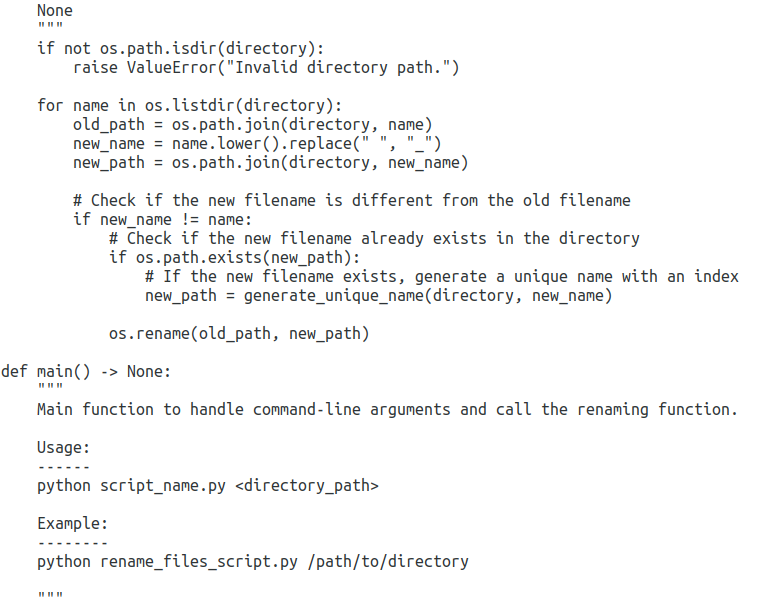 None
    """
    if not os.path.isdir(directory):
        raise ValueError("Invalid directory path.")

    for name in os.listdir(directory):
        old_path = os.path.join(directory, name)
        new_name = name.lower().replace(" ", "_")
        new_path = os.path.join(directory, new_name)

        # Check if the new filename is different from the old filename
        if new_name != name:
            # Check if the new filename already exists in the directory
            if os.path.exists(new_path):
                # If the new filename exists, generate a unique name with an index
                new_path = generate_unique_name(directory, new_name)

            os.rename(old_path, new_path)

def main() -> None:
    """
    Main function to handle command-line arguments and call the renaming function.

    Usage:
    ------
    python script_name.py <directory_path>

    Example:
    --------
    python rename_files_script.py /path/to/directory

    """